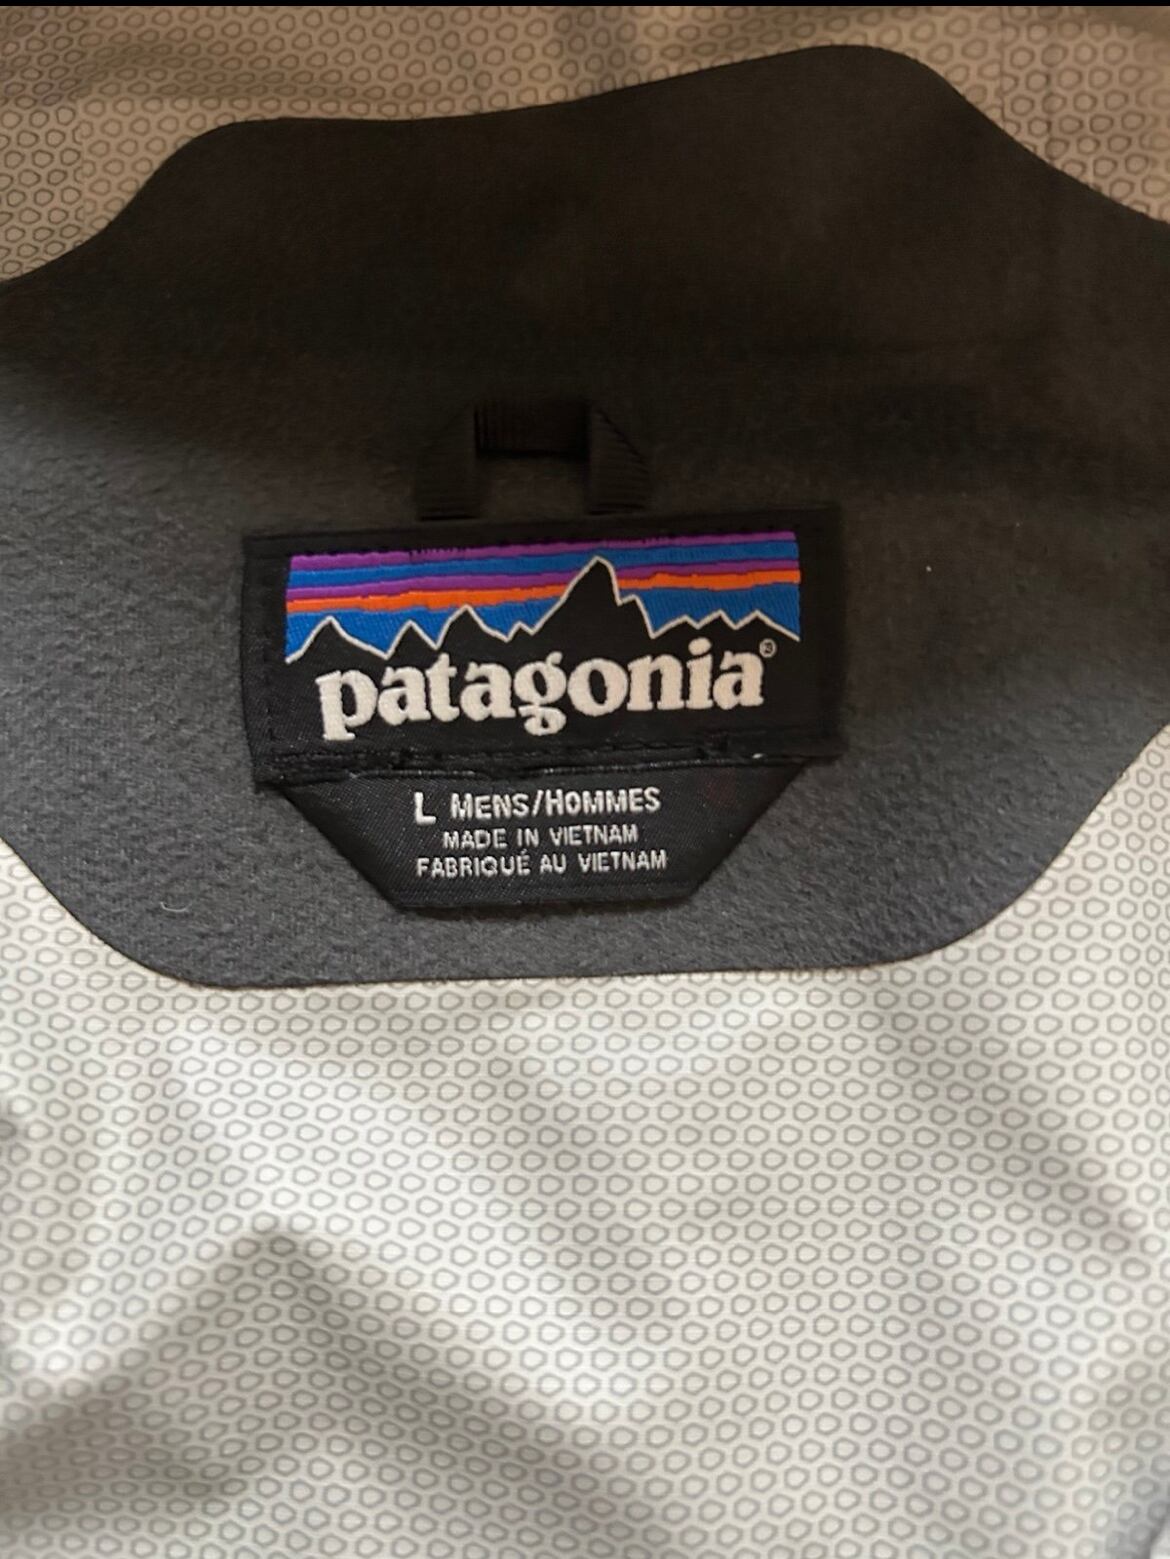 patagonia®
L MENS/HOMMES
MADE IN VIETNAM
FABRIQUÉ AU VIETNAM